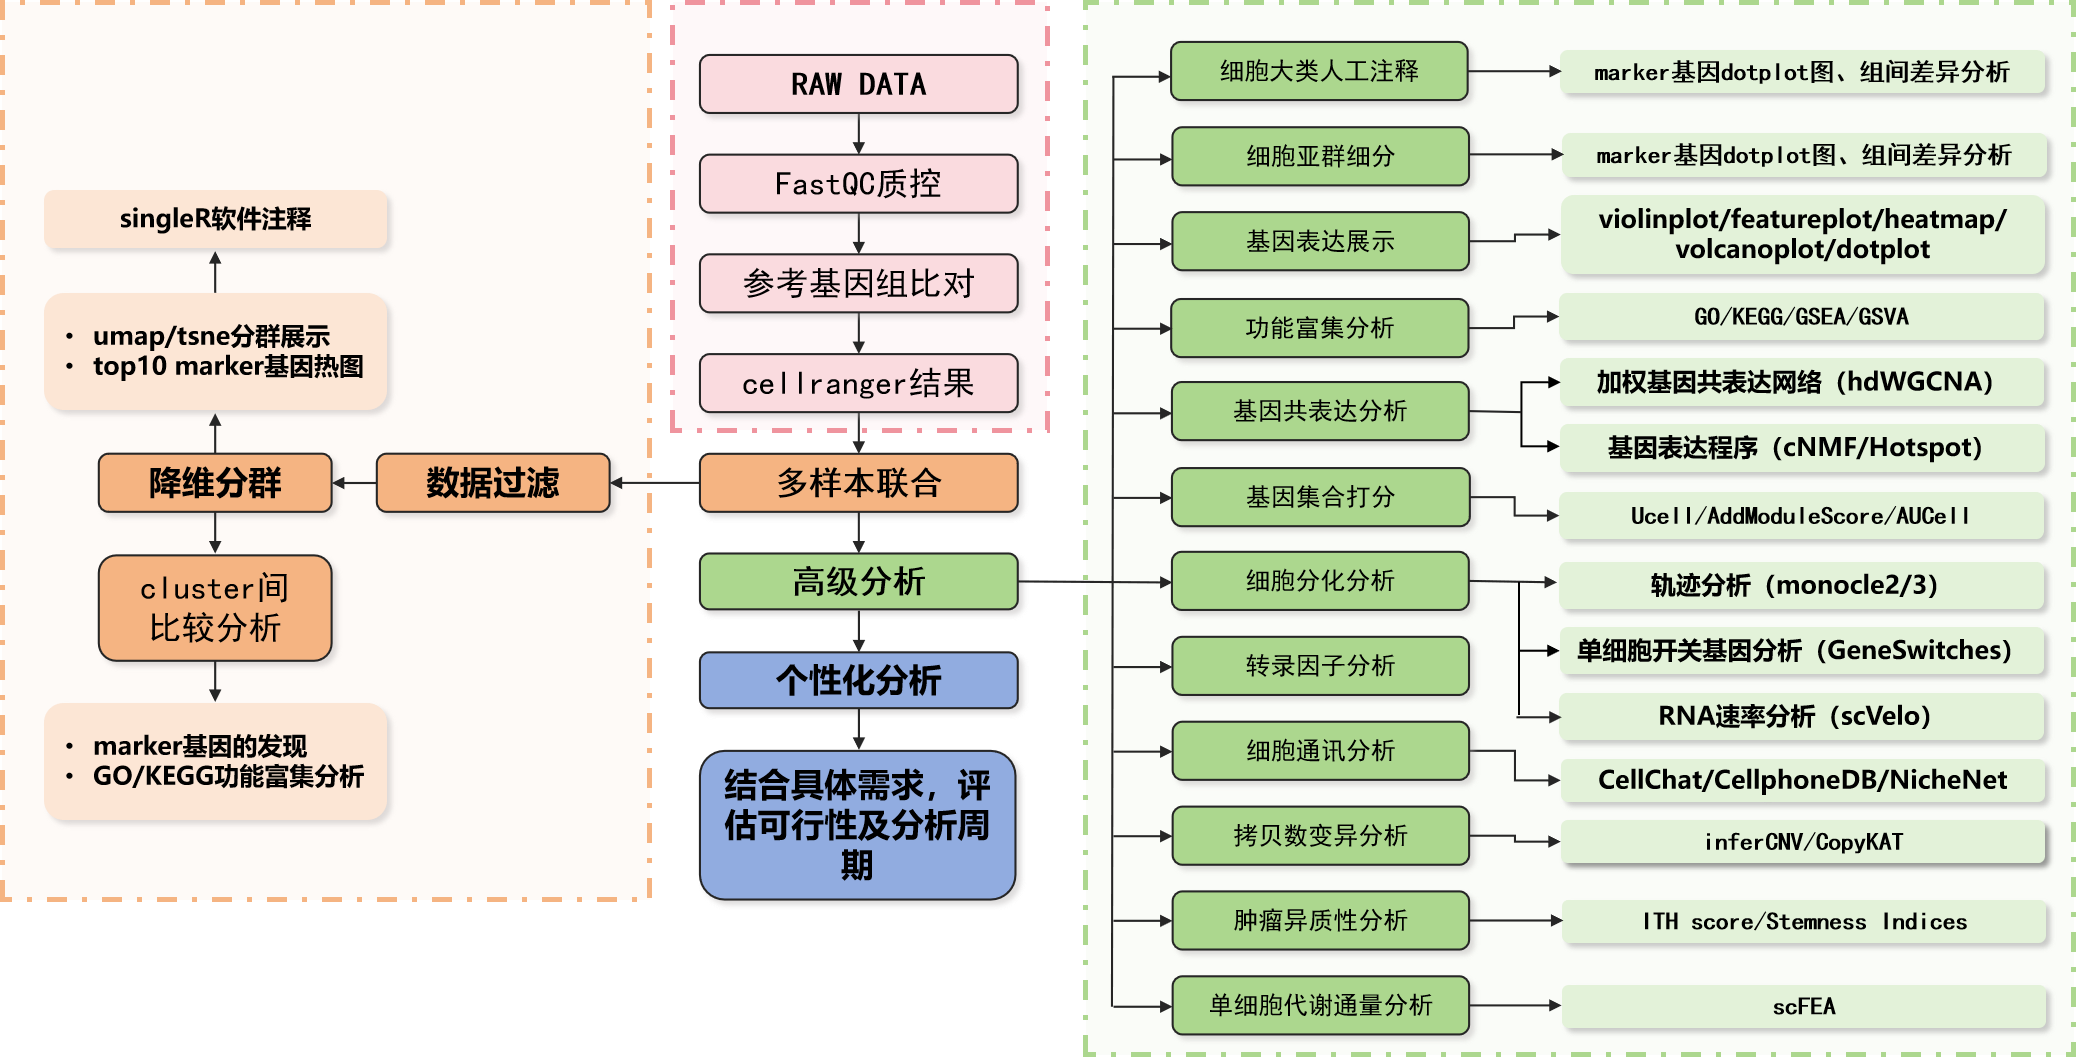 RAW DATA
FastQC质控
参考基因组比对
cellranger结果
多样本联合
高级分析
个性化分析
结合具体需求，评
估可行性及分析周
期
数据过滤
降维分群
• umap/tsne分群展示
• top10 marker基因热图
singleR软件注释
cluster间
比较分析
• marker基因的发现
• GO/KEGG功能富集分析
细胞大类人工注释
marker基因dotplot图、组间差异分析
细胞亚群细分
marker基因dotplot图、组间差异分析
基因表达展示
violinplot/featureplot/heatmap/
volcanoplot/dotplot
功能富集分析
GO/KEGG/GSEA/GSVA
基因共表达分析
加权基因共表达网络（hdWGCNA）
基因表达程序（cNMF/Hotspot）
基因集合打分
Ucell/AddModuleScore/AUCell
细胞分化分析
轨迹分析（monocle2/3）
单细胞开关基因分析（GeneSwitches）
RNA速率分析（scVelo）
转录因子分析
细胞通讯分析
CellChat/CellphoneDB/NicheNet
拷贝数变异分析
inferCNV/CopyKAT
肿瘤异质性分析
ITH score/Stemness Indices
单细胞代谢通量分析
scFEA